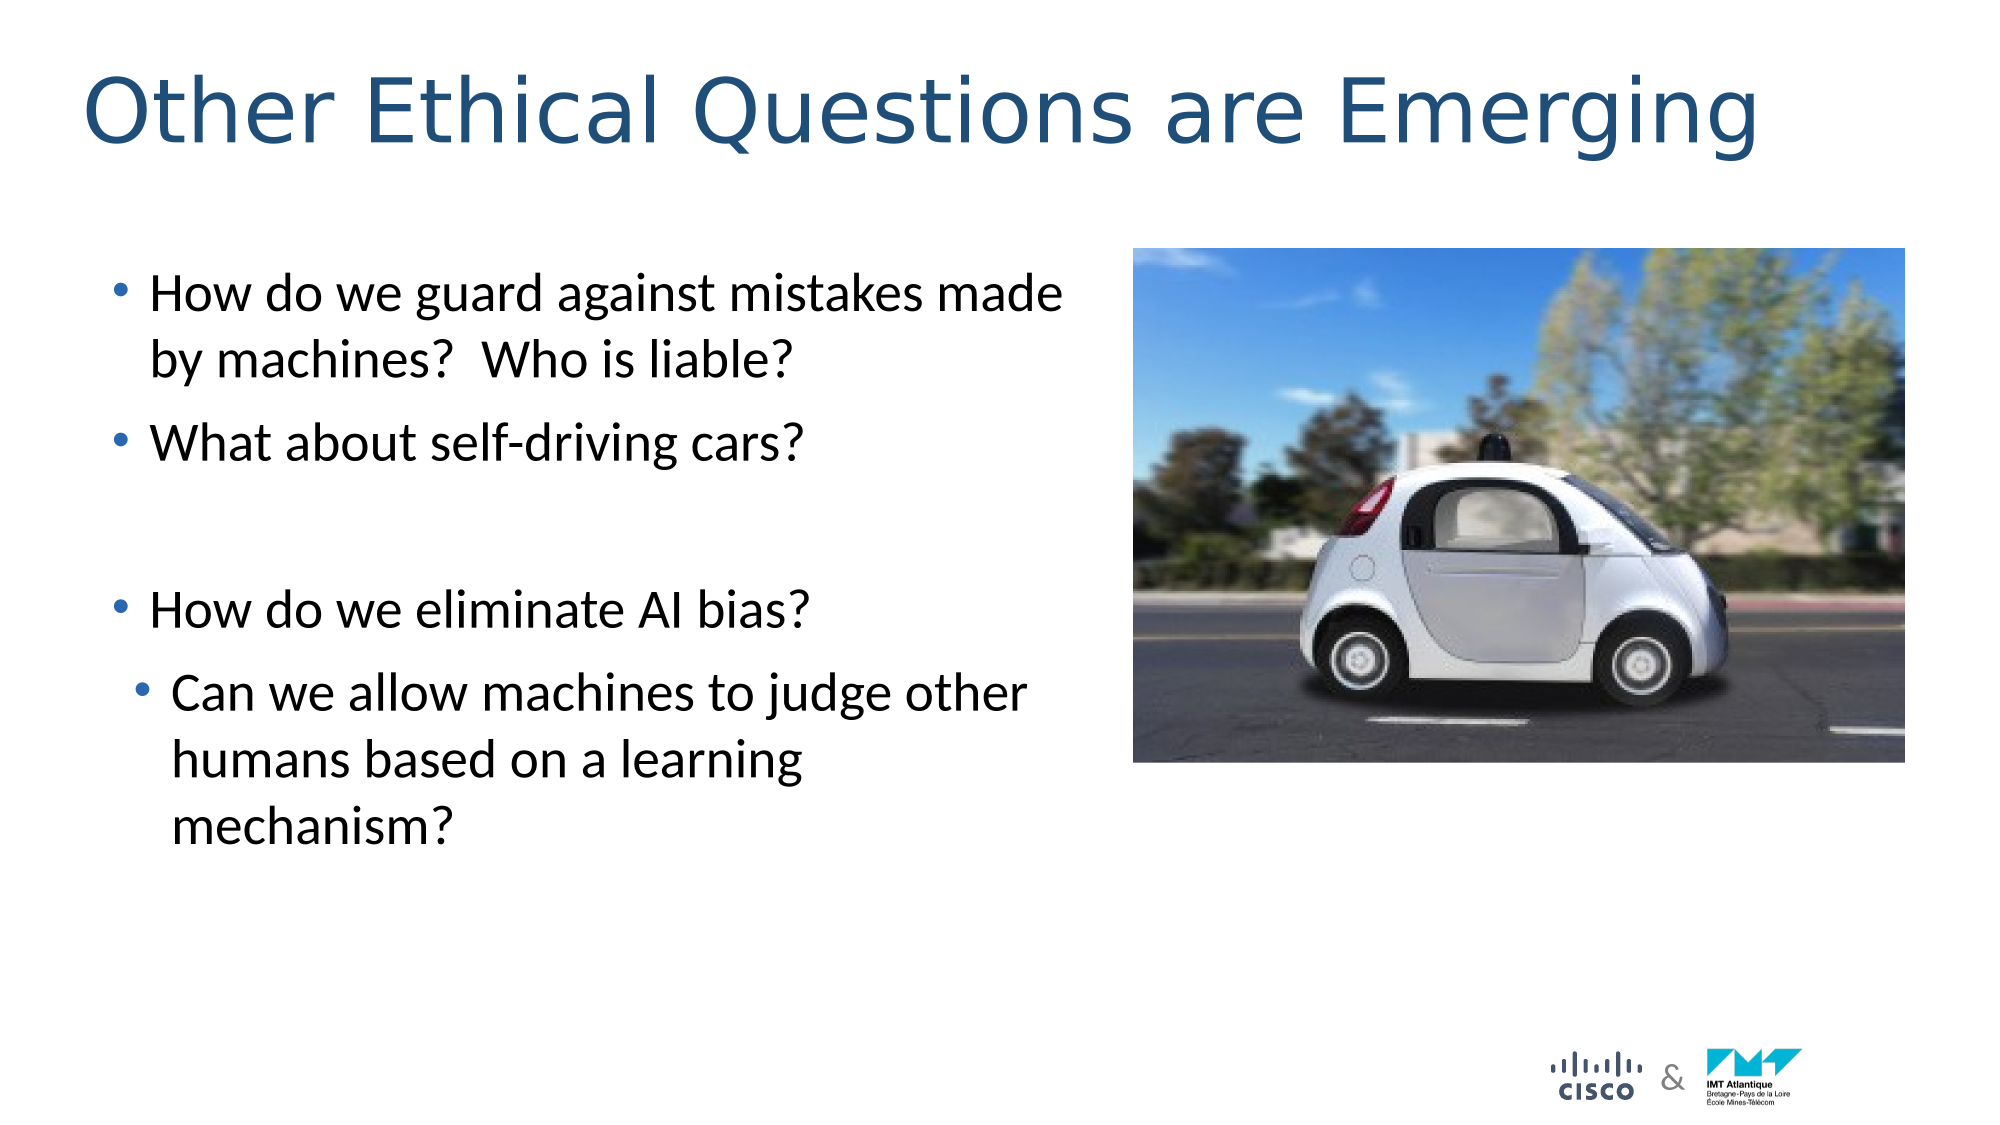 Other Ethical Questions are Emerging
• How do we guard against mistakes made
by machines?  Who is liable?
• What about self-driving cars?
• How do we eliminate AI bias?
• Can we allow machines to judge other
humans based on a learning
mechanism?
CISCO & IMT Atlantique
Bretagne-Pays de la Loire
École Mines-Télécom